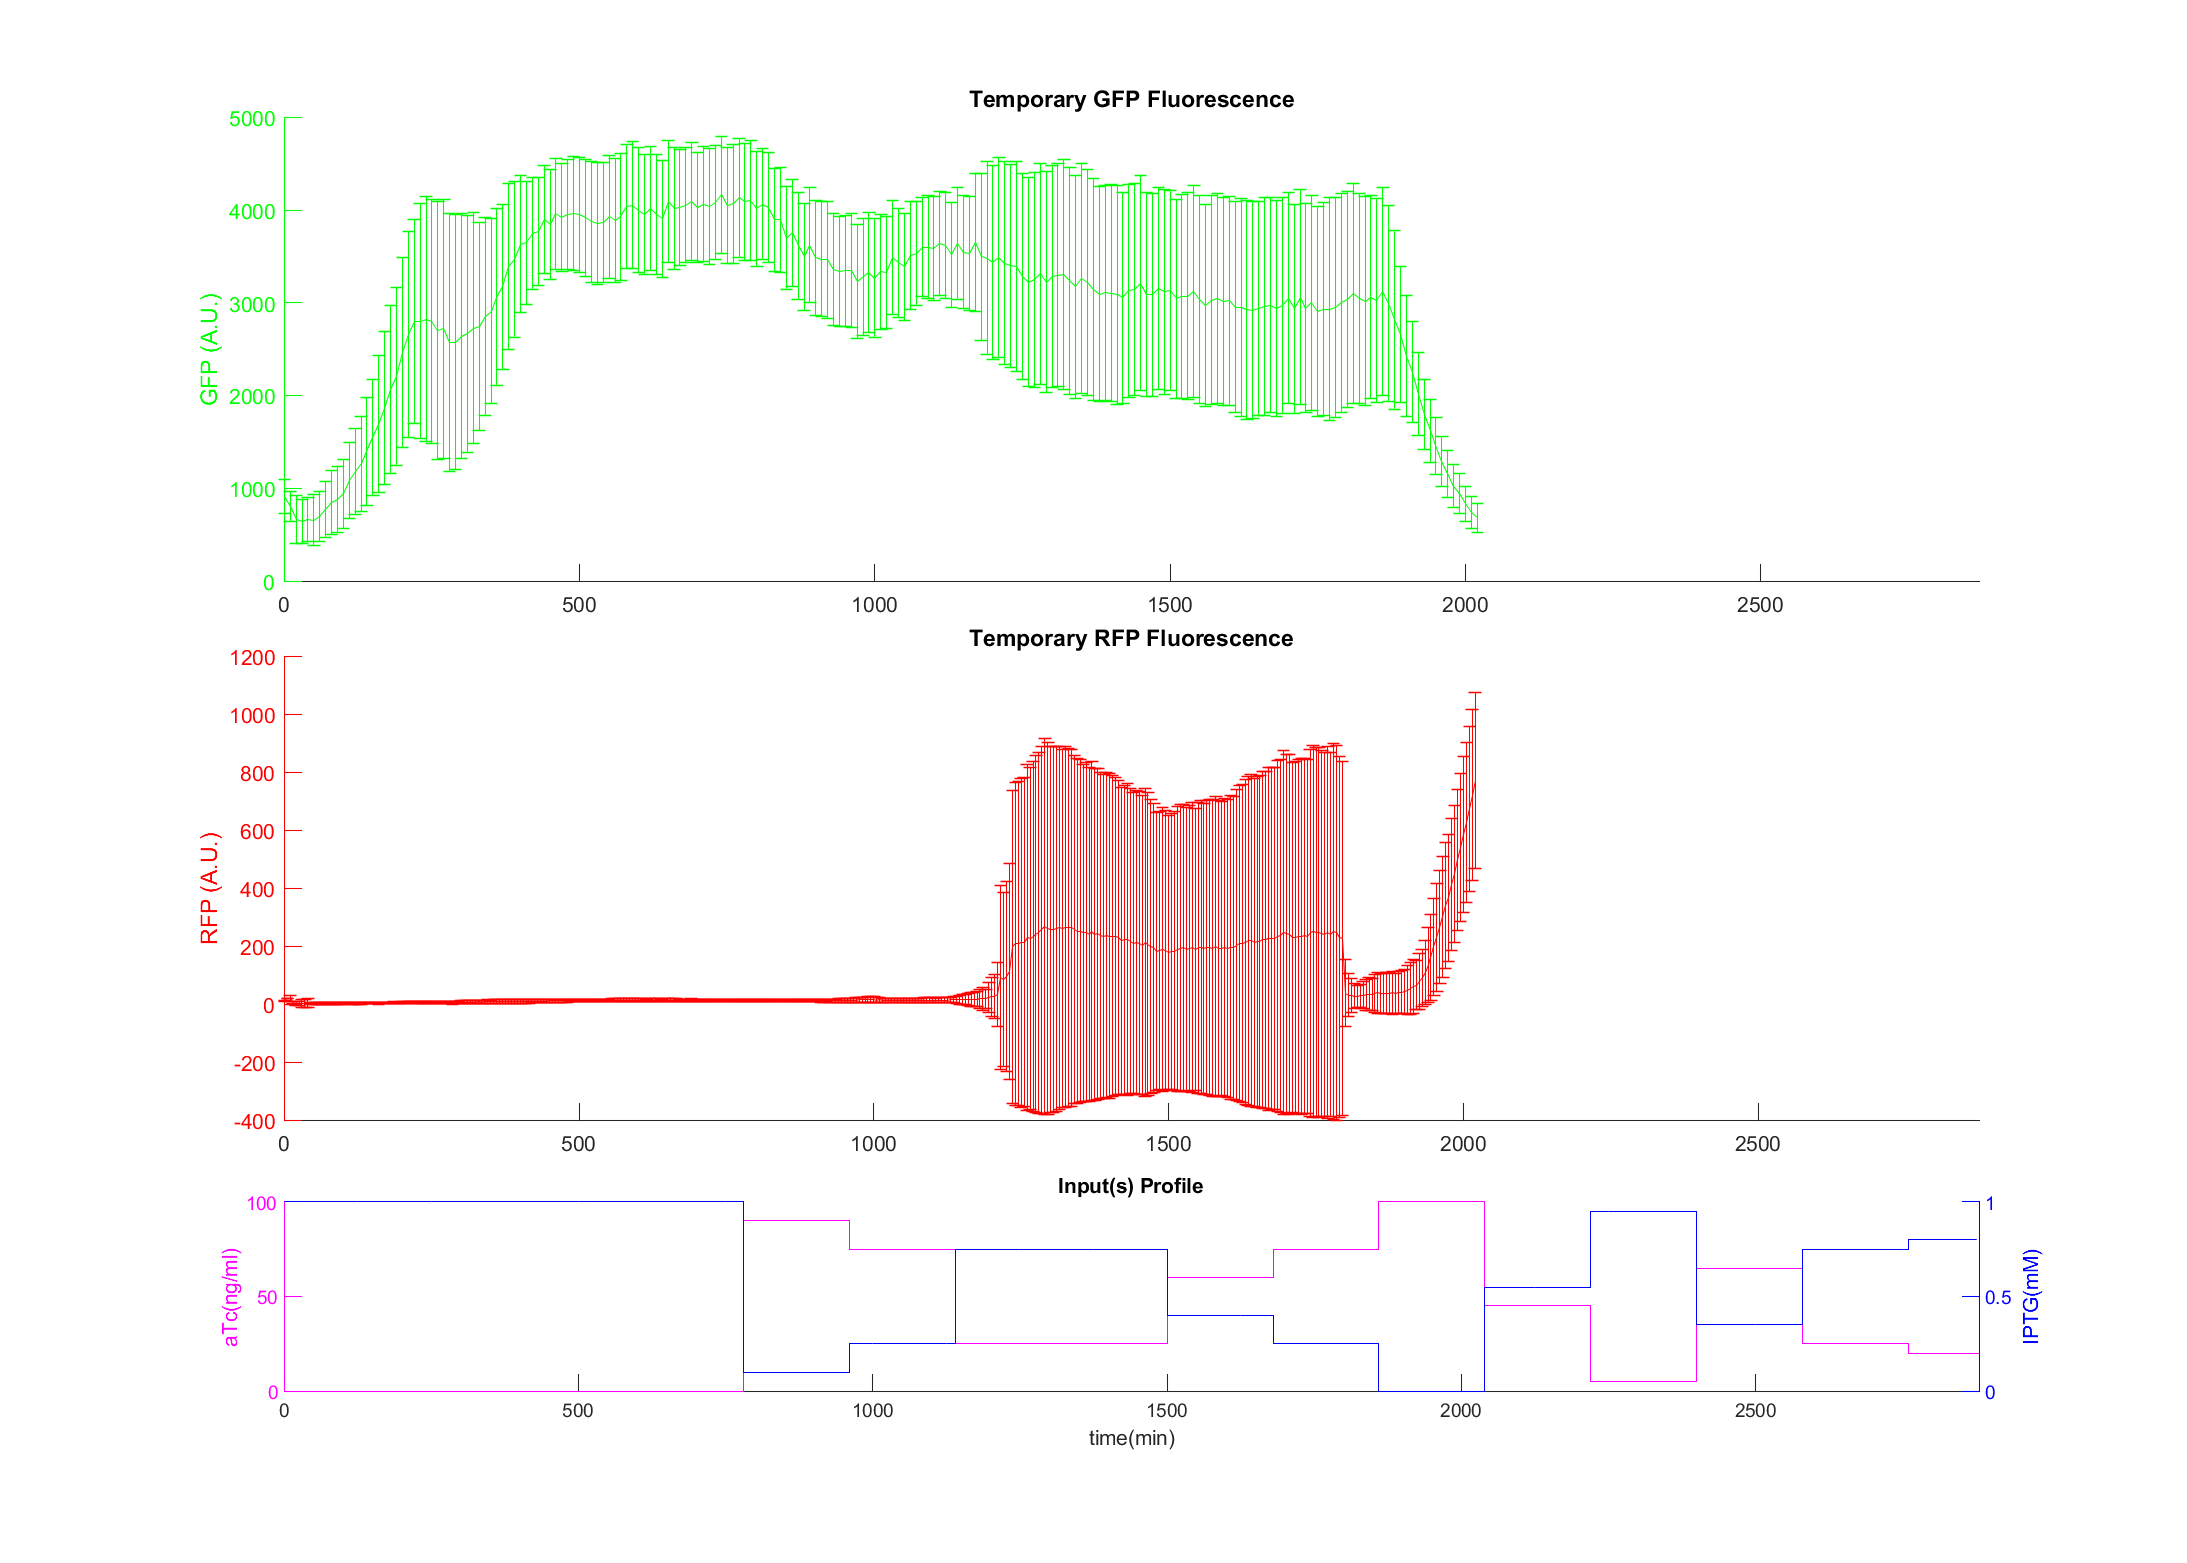 Temporary GFP Fluorescence
5000
4000
3000
2000
1000
0
GFP (A.U.)
0 500 1000 1500 2000 2500
Temporary RFP Fluorescence
1200
1000
800
600
400
200
0
-200
-400
RFP (A.U.)
0 500 1000 1500 2000 2500
Input(s) Profile
100
50
0
aTc(ng/ml)
1
0.5
0
IPTG(mM)
0 500 1000 1500 2000 2500
time(min)